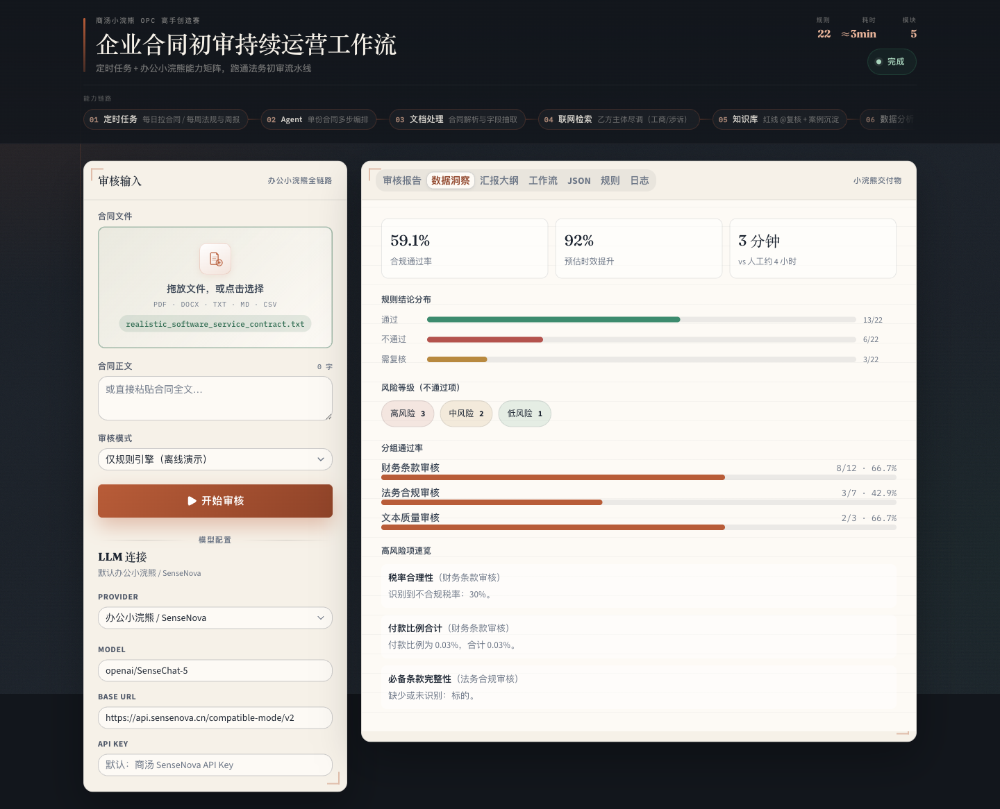 商汤小浣熊 OPC 高手创造赛
企业合同初审持续运营工作流
定时任务 + 办公小浣熊能力矩阵，跑通法务初审流水线
规则 耗时 模块
22 ≈3min 5
完成
能力链路
01 定时任务 每日拉合同 / 每周法规与周报
02 Agent 单份合同多步编排
03 文档处理 合同解析与字段抽取
04 联网检索 乙方主体尽调（工商/涉诉）
05 知识库 红线 @复核 + 案例沉淀
06 数据分析
审核输入
办公小浣熊全链路
合同文件
拖放文件，或点击选择
PDF · DOCX · TXT · MD · CSV
realistic_software_service_contract.txt
合同正文
0 字
或直接粘贴合同全文…
审核模式
仅规则引擎（离线演示）
开始审核
模型配置
LLM 连接
默认办公小浣熊 / SenseNova
PROVIDER
办公小浣熊 / SenseNova
MODEL
openai/SenseChat-5
BASE URL
https://api.sensenova.cn/compatible-mode/v2
API KEY
默认：商汤 SenseNova API Key
审核报告 数据洞察 汇报大纲 工作流 JSON 规则 日志
小浣熊交付物
59.1%
合规通过率
92%
预估时效提升
3 分钟
vs 人工约 4 小时
规则结论分布
通过 13/22
不通过 6/22
需复核 3/22
风险等级（不通过项）
高风险 3
中风险 2
低风险 1
分组通过率
财务条款审核 8/12 · 66.7%
法务合规审核 3/7 · 42.9%
文本质量审核 2/3 · 66.7%
高风险项速览
税率合理性（财务条款审核）
识别到不合规税率：30%。
付款比例合计（财务条款审核）
付款比例为 0.03%，合计 0.03%。
必备条款完整性（法务合规审核）
缺少或未识别：标的。